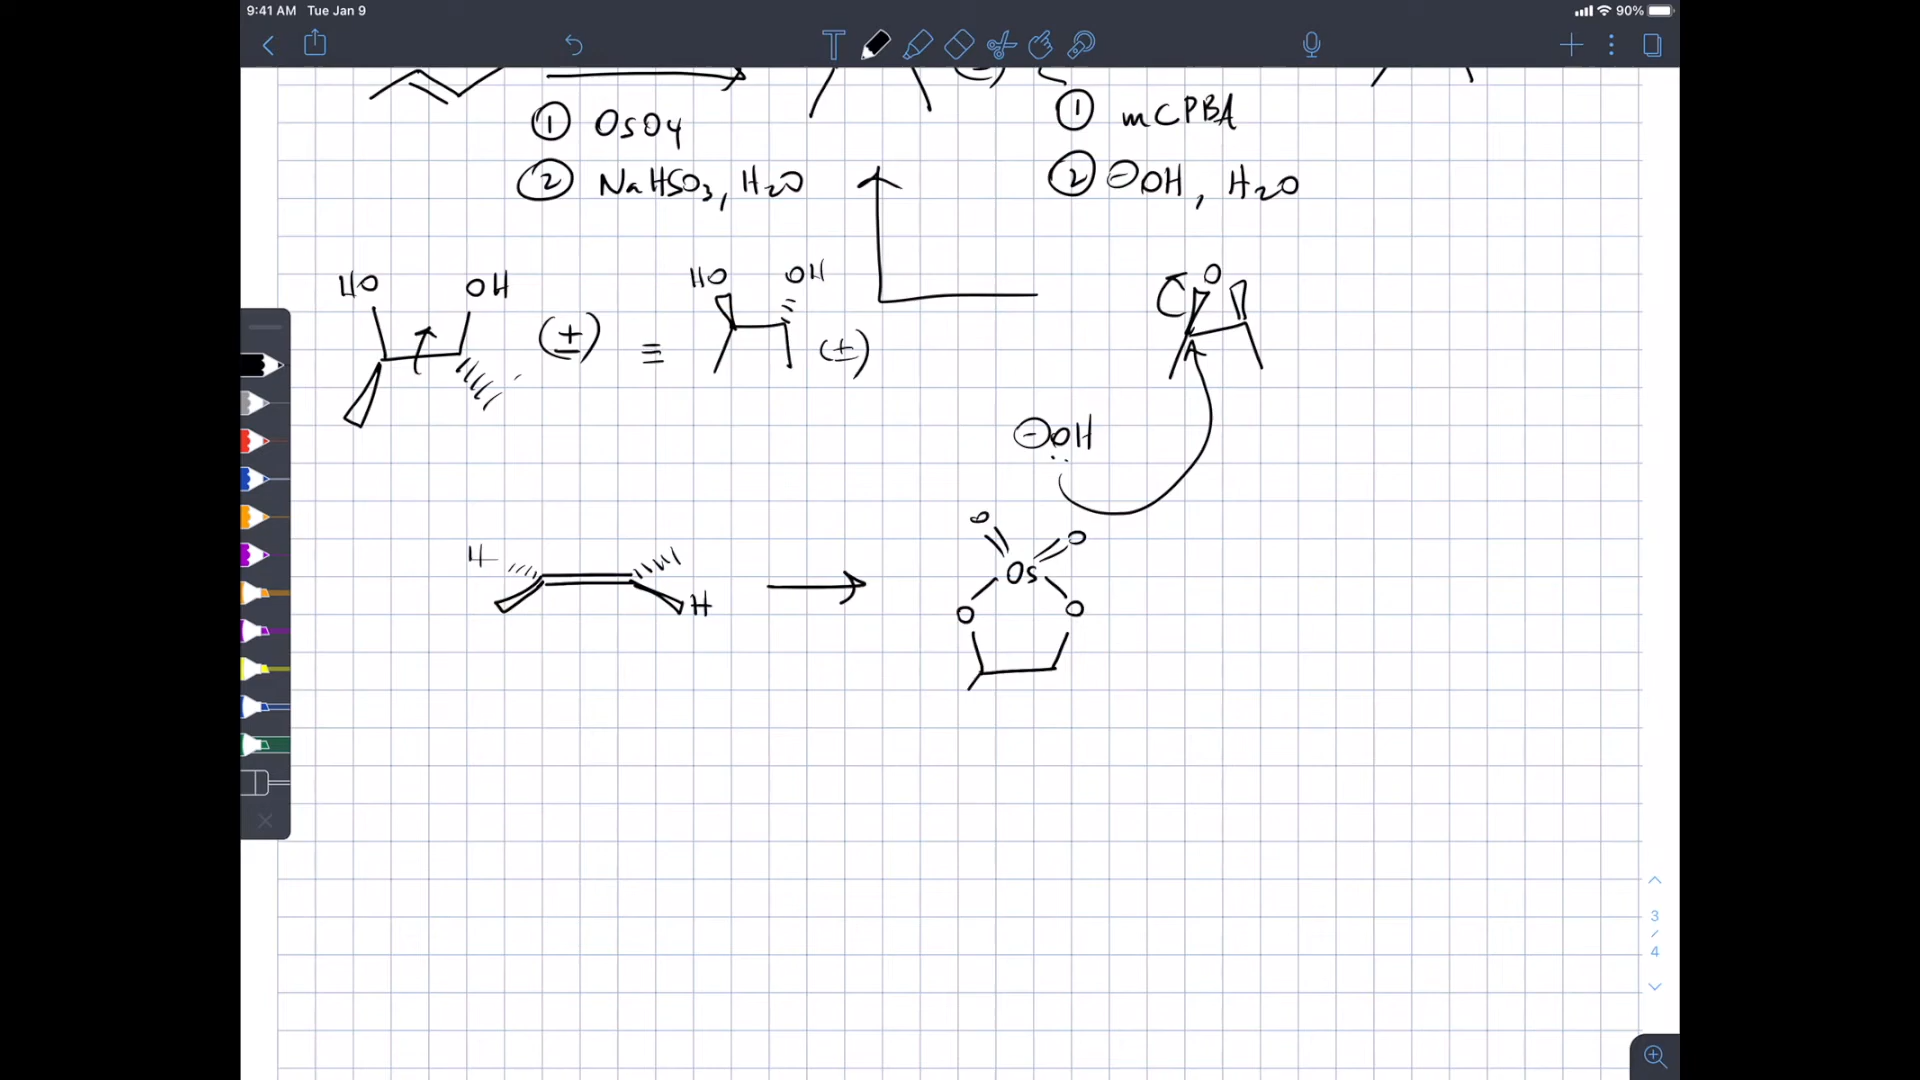 9:41 AM Tue Jan 9
90%
① OsO4
② NaHSO3, H2O
① mCPBA
② ⊖OH, H2O
HO OH (±) ≡ HO OH (±)
O
⊖OH
H H
O O
Os
O O
3
/
4